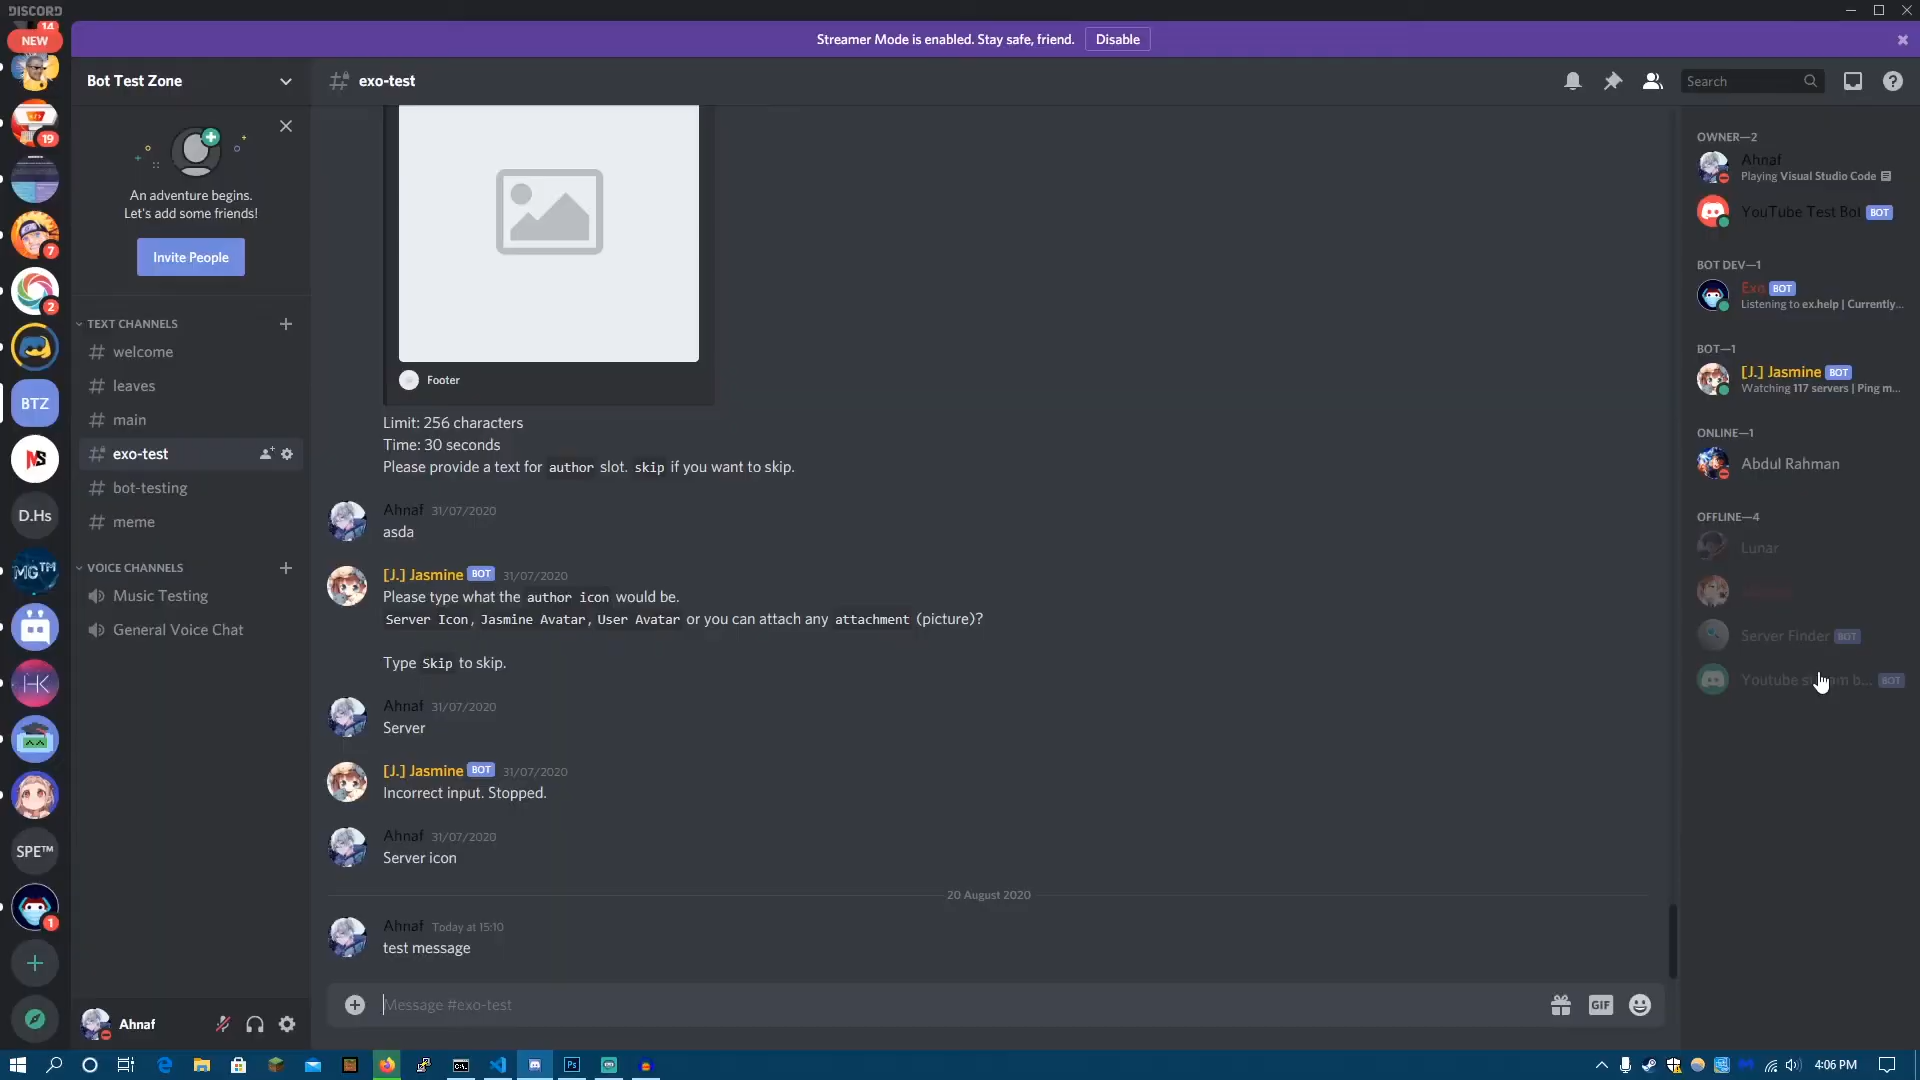 DISCORD
Streamer Mode is enabled. Stay safe, friend.
Disable
14
NEW
19
7
2
BTZ
D.Hs
MG™
HK
SPE™
1
Bot Test Zone
An adventure begins.
Let's add some friends!
Invite People
TEXT CHANNELS
welcome
leaves
main
exo-test
bot-testing
meme
VOICE CHANNELS
Music Testing
General Voice Chat
Ahnaf
exo-test
Search
Footer
Limit: 256 characters
Time: 30 seconds
Please provide a text for author slot. skip if you want to skip.
Ahnaf 31/07/2020
asda
[J.] Jasmine BOT 31/07/2020
Please type what the author icon would be.
Server Icon, Jasmine Avatar, User Avatar or you can attach any attachment (picture)?
Type Skip to skip.
Ahnaf 31/07/2020
Server
[J.] Jasmine BOT 31/07/2020
Incorrect input. Stopped.
Ahnaf 31/07/2020
Server icon
20 August 2020
Ahnaf Today at 15:10
test message
Message #exo-test
GIF
OWNER—2
Ahnaf
Playing Visual Studio Code
YouTube Test Bot BOT
BOT DEV—1
Exo BOT
Listening to ex.help | Currently...
BOT—1
[J.] Jasmine BOT
Watching 117 servers | Ping m...
ONLINE—1
Abdul Rahman
OFFLINE—4
Lunar
Server Finder BOT
Youtube b... BOT
Ps
4:06 PM